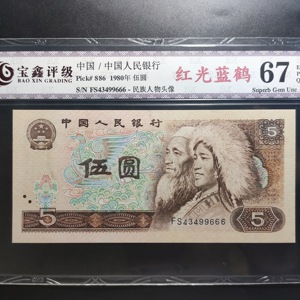 宝鑫评级
BAO XIN GRADING
中国 / 中国人民银行
Pick# 886 1980年 伍圆
S/N FS43499666 - 民族人物头像
红光蓝鹤
67
Superb Gem Unc
中国人民银行
5
伍圆
FS43499666
5
5